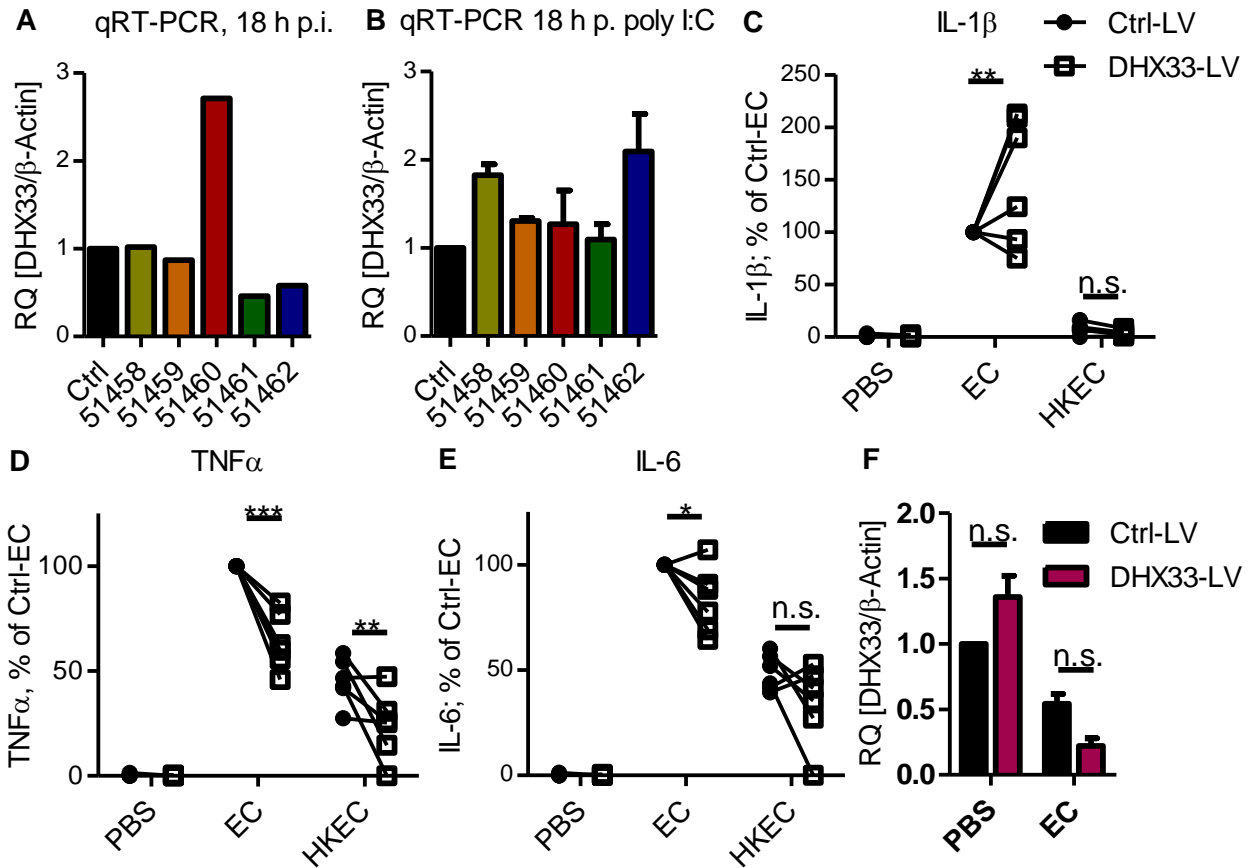 A qRT-PCR, 18 h p.i.
RQ [DHX33/β-Actin]
3
2
1
0
Ctrl
51458
51459
51460
51461
51462
B qRT-PCR 18 h p. poly I:C
RQ [DHX33/β-Actin]
3
2
1
0
Ctrl
51458
51459
51460
51461
51462
C IL-1β
Ctrl-LV
DHX33-LV
IL-1β; % of Ctrl-EC
250
200
150
100
50
0
**
n.s.
PBS
EC
HKEC
D TNFα
TNFα, % of Ctrl-EC
100
50
0
***
**
PBS
EC
HKEC
E IL-6
IL-6; % of Ctrl-EC
100
50
0
*
n.s.
PBS
EC
HKEC
F
RQ [DHX33/β-Actin]
2.0
1.5
1.0
0.5
0.0
n.s.
n.s.
Ctrl-LV
DHX33-LV
PBS
EC